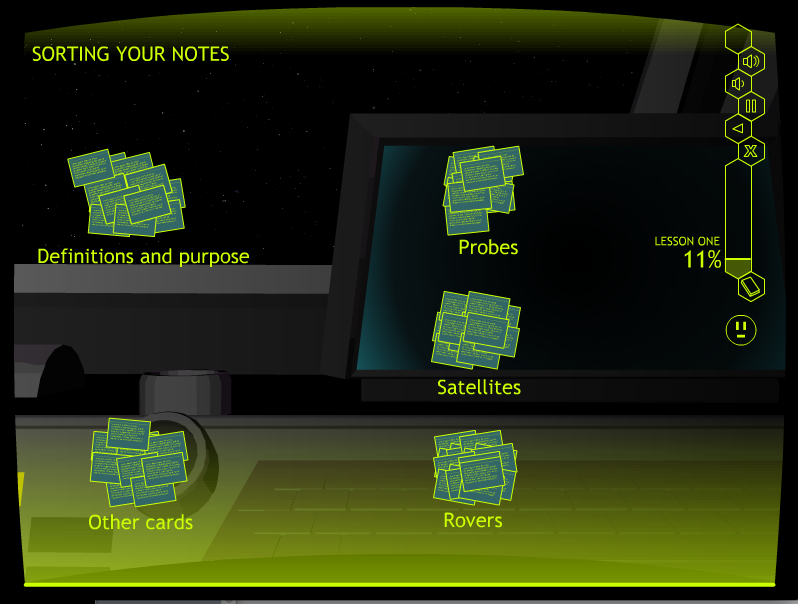 SORTING YOUR NOTES
Definitions and purpose
Probes
LESSON ONE
11%
Satellites
Other cards
Rovers
X